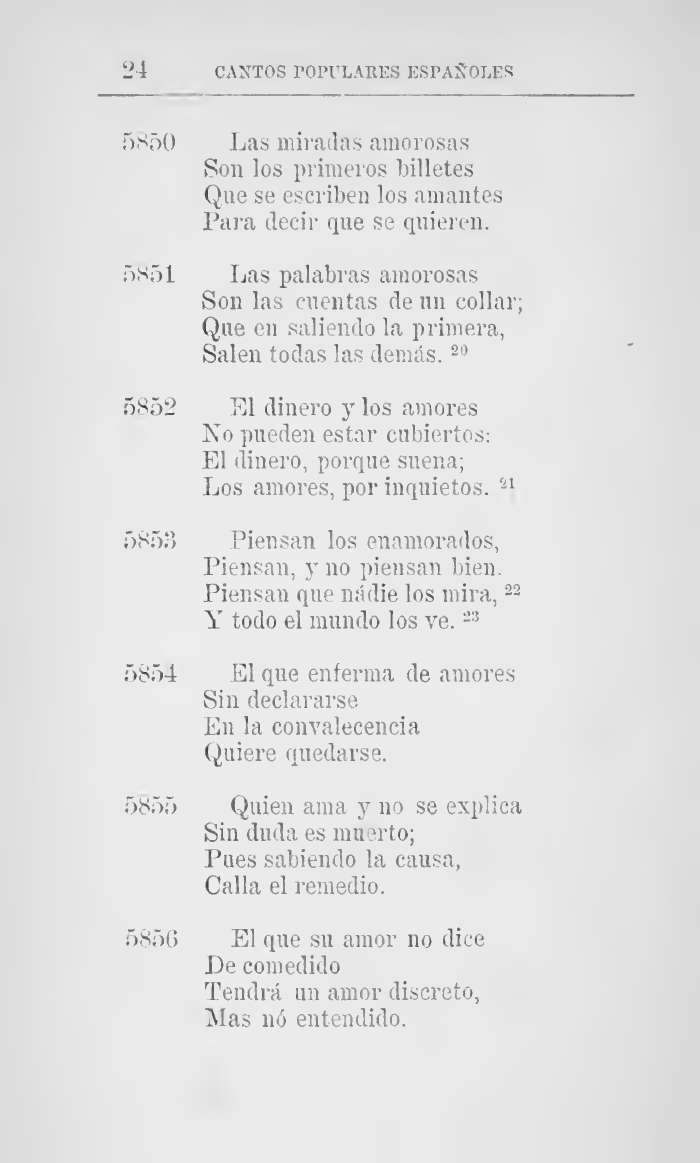 24 CANTOS POPULARES ESPAÑOLES
5850 Las miradas amorosas
Son los primeros billetes
Que se escriben los amantes
Para decir que se quieren.
5851 Las palabras amorosas
Son las cuentas de un collar;
Que en saliendo la primera,
Salen todas las demás. 20
5852 El dinero y los amores
No pueden estar cubiertos:
El dinero, porque suena;
Los amores, por inquietos. 21
5853 Piensan los enamorados,
Piensan, y no piensan bien.
Piensan que nádie los mira, 22
Y todo el mundo los ve. 23
5854 El que enferma de amores
Sin declararse
En la convalecencia
Quiere quedarse.
5855 Quien ama y no se explica
Sin duda es muerto;
Pues sabiendo la causa,
Calla el remedio.
5856 El que su amor no dice
De comedido
Tendrá un amor discreto,
Mas nó entendido.